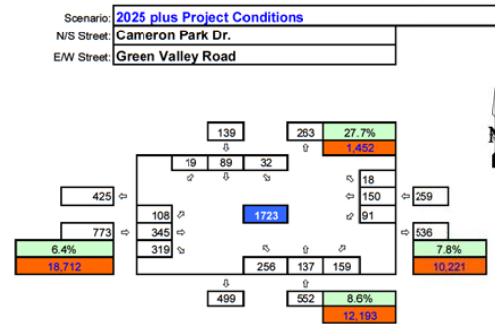 Scenario: 2025 plus Project Conditions
N/S Street: Cameron Park Dr.
E/W Street: Green Valley Road
139 263 27.7%
1,452
19 89 32
18
425 150 259
108 1723 91
773 345 536
6.4% 319 7.8%
18,712 256 137 159 10,221
499 552 8.6%
12,193